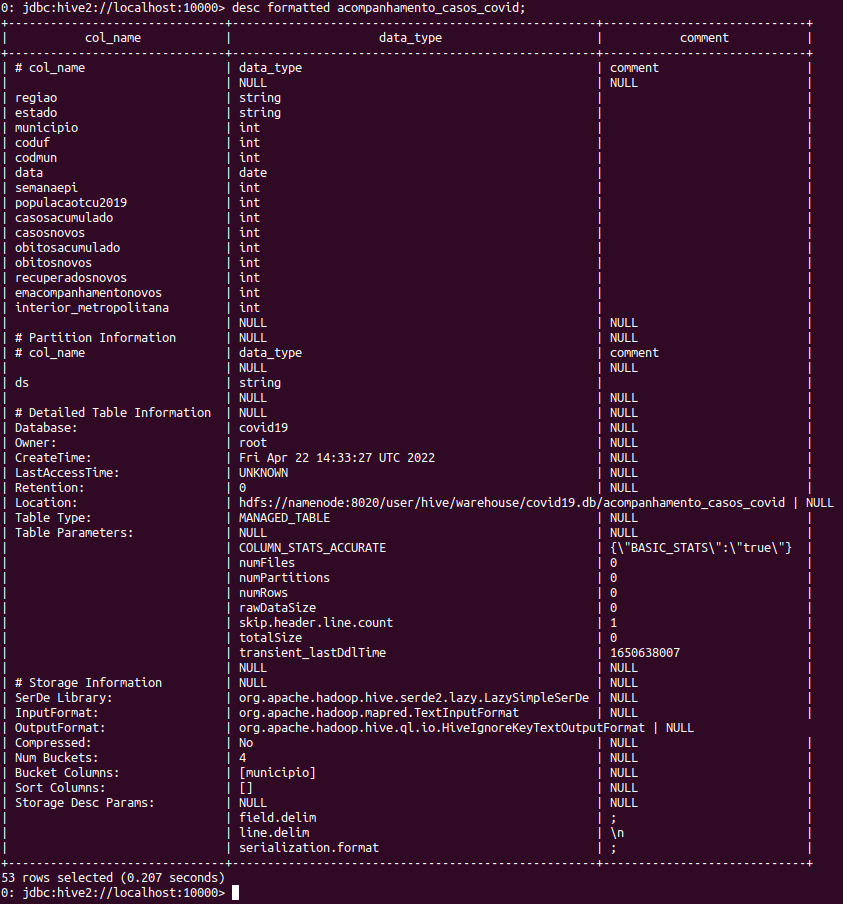 0: jdbc:hive2://localhost:10000> desc formatted acompanhamento_casos_covid;
+-------------------------------+----------------------------------------------------+-----------------------------+
| col_name | data_type | comment |
+-------------------------------+----------------------------------------------------+-----------------------------+
| # col_name | data_type | comment |
| | NULL | NULL |
| regiao | string | |
| estado | string | |
| municipio | int | |
| coduf | int | |
| codmun | int | |
| data | date | |
| semanaepi | int | |
| populacaotcu2019 | int | |
| casosacumulado | int | |
| casosnovos | int | |
| obitosacumulado | int | |
| obitosnovos | int | |
| recuperadosnovos | int | |
| emacompanhamentonovos | int | |
| interior_metropolitana | int | |
| | NULL | NULL |
| # Partition Information | NULL | NULL |
| # col_name | data_type | comment |
| | NULL | NULL |
| ds | string | |
| | NULL | NULL |
| # Detailed Table Information | NULL | NULL |
| Database: | covid19 | NULL |
| Owner: | root | NULL |
| CreateTime: | Fri Apr 22 14:33:27 UTC 2022 | NULL |
| LastAccessTime: | UNKNOWN | NULL |
| Retention: | 0 | NULL |
| Location: | hdfs://namenode:8020/user/hive/warehouse/covid19.db/acompanhamento_casos_covid | NULL
| Table Type: | MANAGED_TABLE | NULL |
| Table Parameters: | NULL | NULL |
| | COLUMN_STATS_ACCURATE | {\"BASIC_STATS\":\"true\"} |
| | numFiles | 0 |
| | numPartitions | 0 |
| | numRows | 0 |
| | rawDataSize | 0 |
| | skip.header.line.count | 1 |
| | totalSize | 0 |
| | transient_lastDdlTime | 1650638007 |
| | NULL | NULL |
| # Storage Information | NULL | NULL |
| SerDe Library: | org.apache.hadoop.hive.serde2.lazy.LazySimpleSerDe | NULL |
| InputFormat: | org.apache.hadoop.mapred.TextInputFormat | NULL |
| OutputFormat: | org.apache.hadoop.hive.ql.io.HiveIgnoreKeyTextOutputFormat | NULL
| Compressed: | No | NULL |
| Num Buckets: | 4 | NULL |
| Bucket Columns: | [municipio] | NULL |
| Sort Columns: | [] | NULL |
| Storage Desc Params: | NULL | NULL |
| | field.delim | ; |
| | line.delim | \n |
| | serialization.format | ; |
+-------------------------------+----------------------------------------------------+-----------------------------+
53 rows selected (0.207 seconds)
0: jdbc:hive2://localhost:10000>